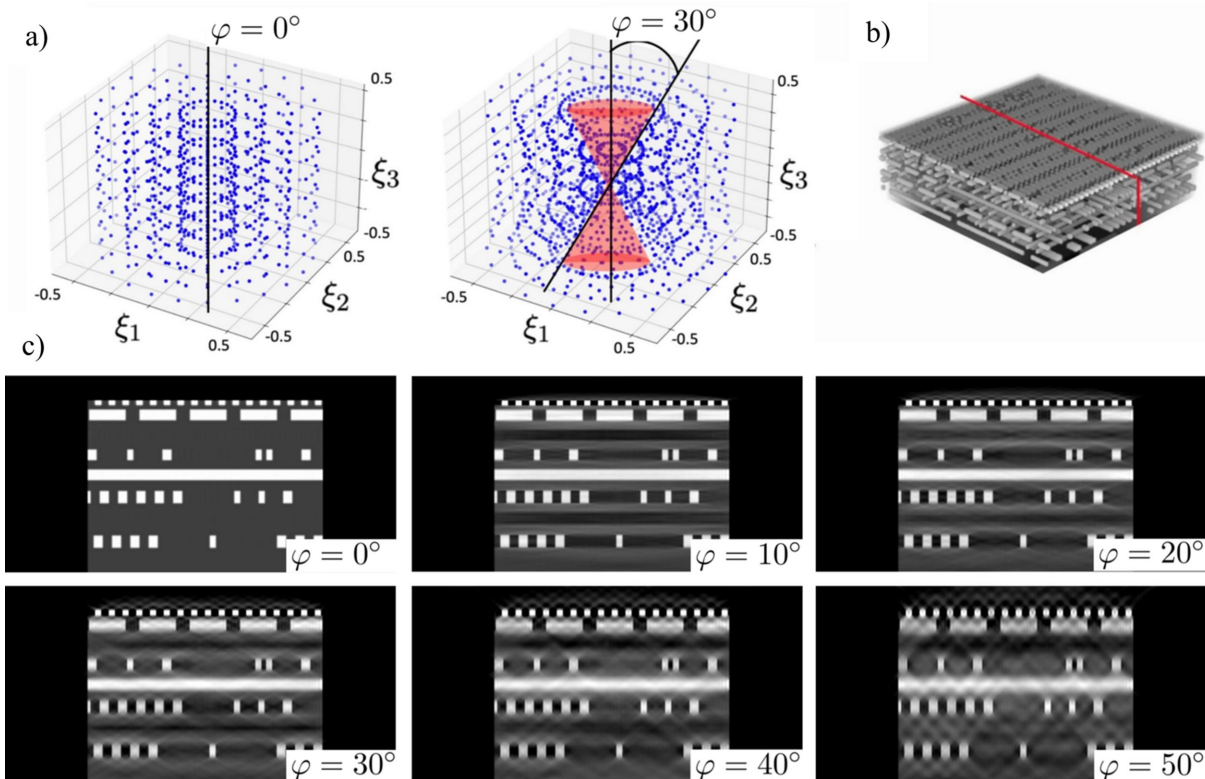 a)
φ = 0°
0.5
ξ3
-0.5
0.5
ξ2
-0.5
-0.5
ξ1
0.5
φ = 30°
0.5
ξ3
-0.5
0.5
ξ2
-0.5
-0.5
ξ1
0.5
b)
c)
φ = 0°
φ = 10°
φ = 20°
φ = 30°
φ = 40°
φ = 50°